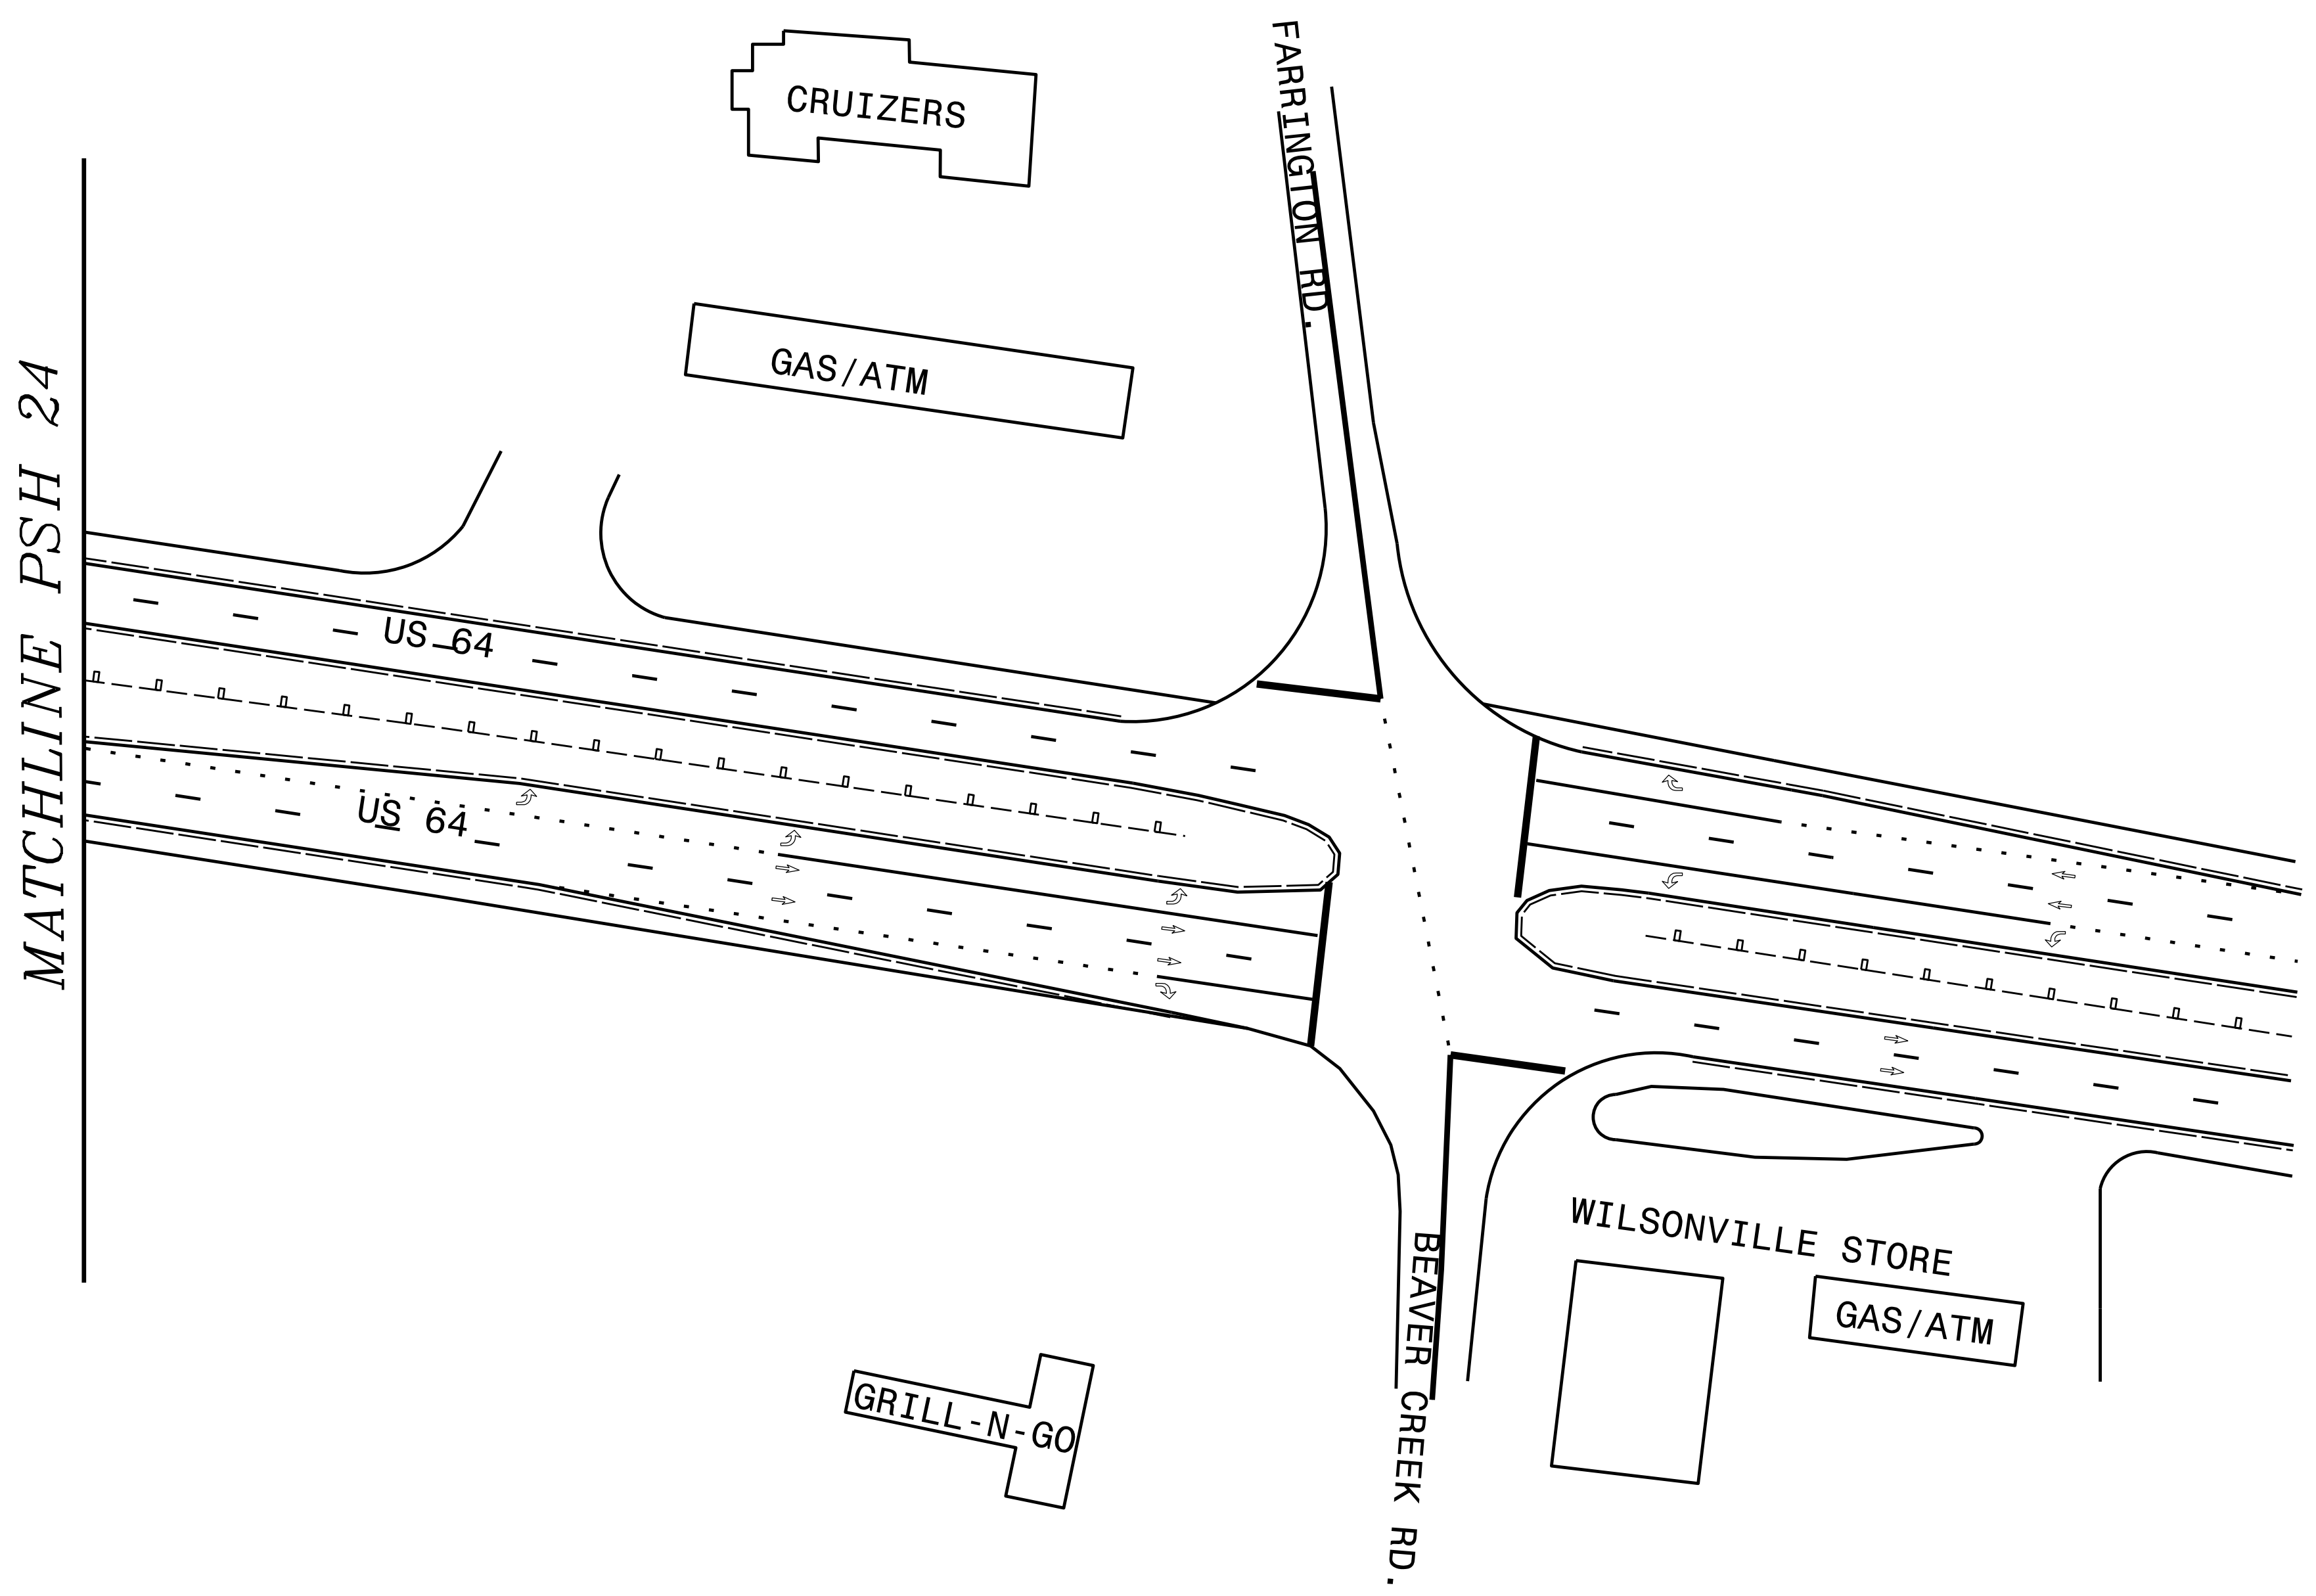 FARRINGTON RD.
CRUIZERS
GAS/ATM
MATCHLINE PSH 24
US 64
US 64
WILSONVILLE STORE
GAS/ATM
BEAVER CREEK RD.
GRILL-N-GO